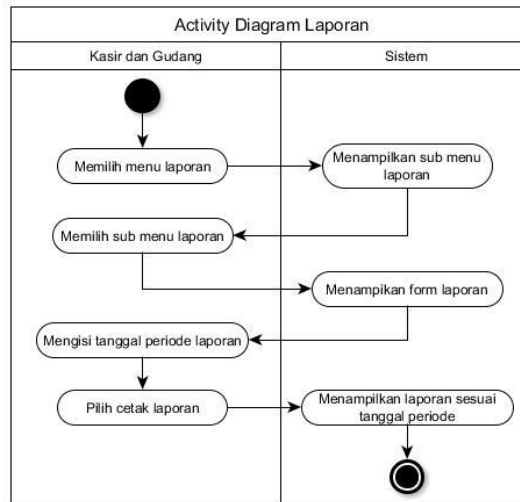 Activity Diagram Laporan
Kasir dan Gudang
Sistem
Memilih menu laporan
Menampilkan sub menu
laporan
Memilih sub menu laporan
Menampikan form laporan
Mengisi tanggal periode laporan
Pilih cetak laporan
Menampilkan laporan sesuai
tanggal periode